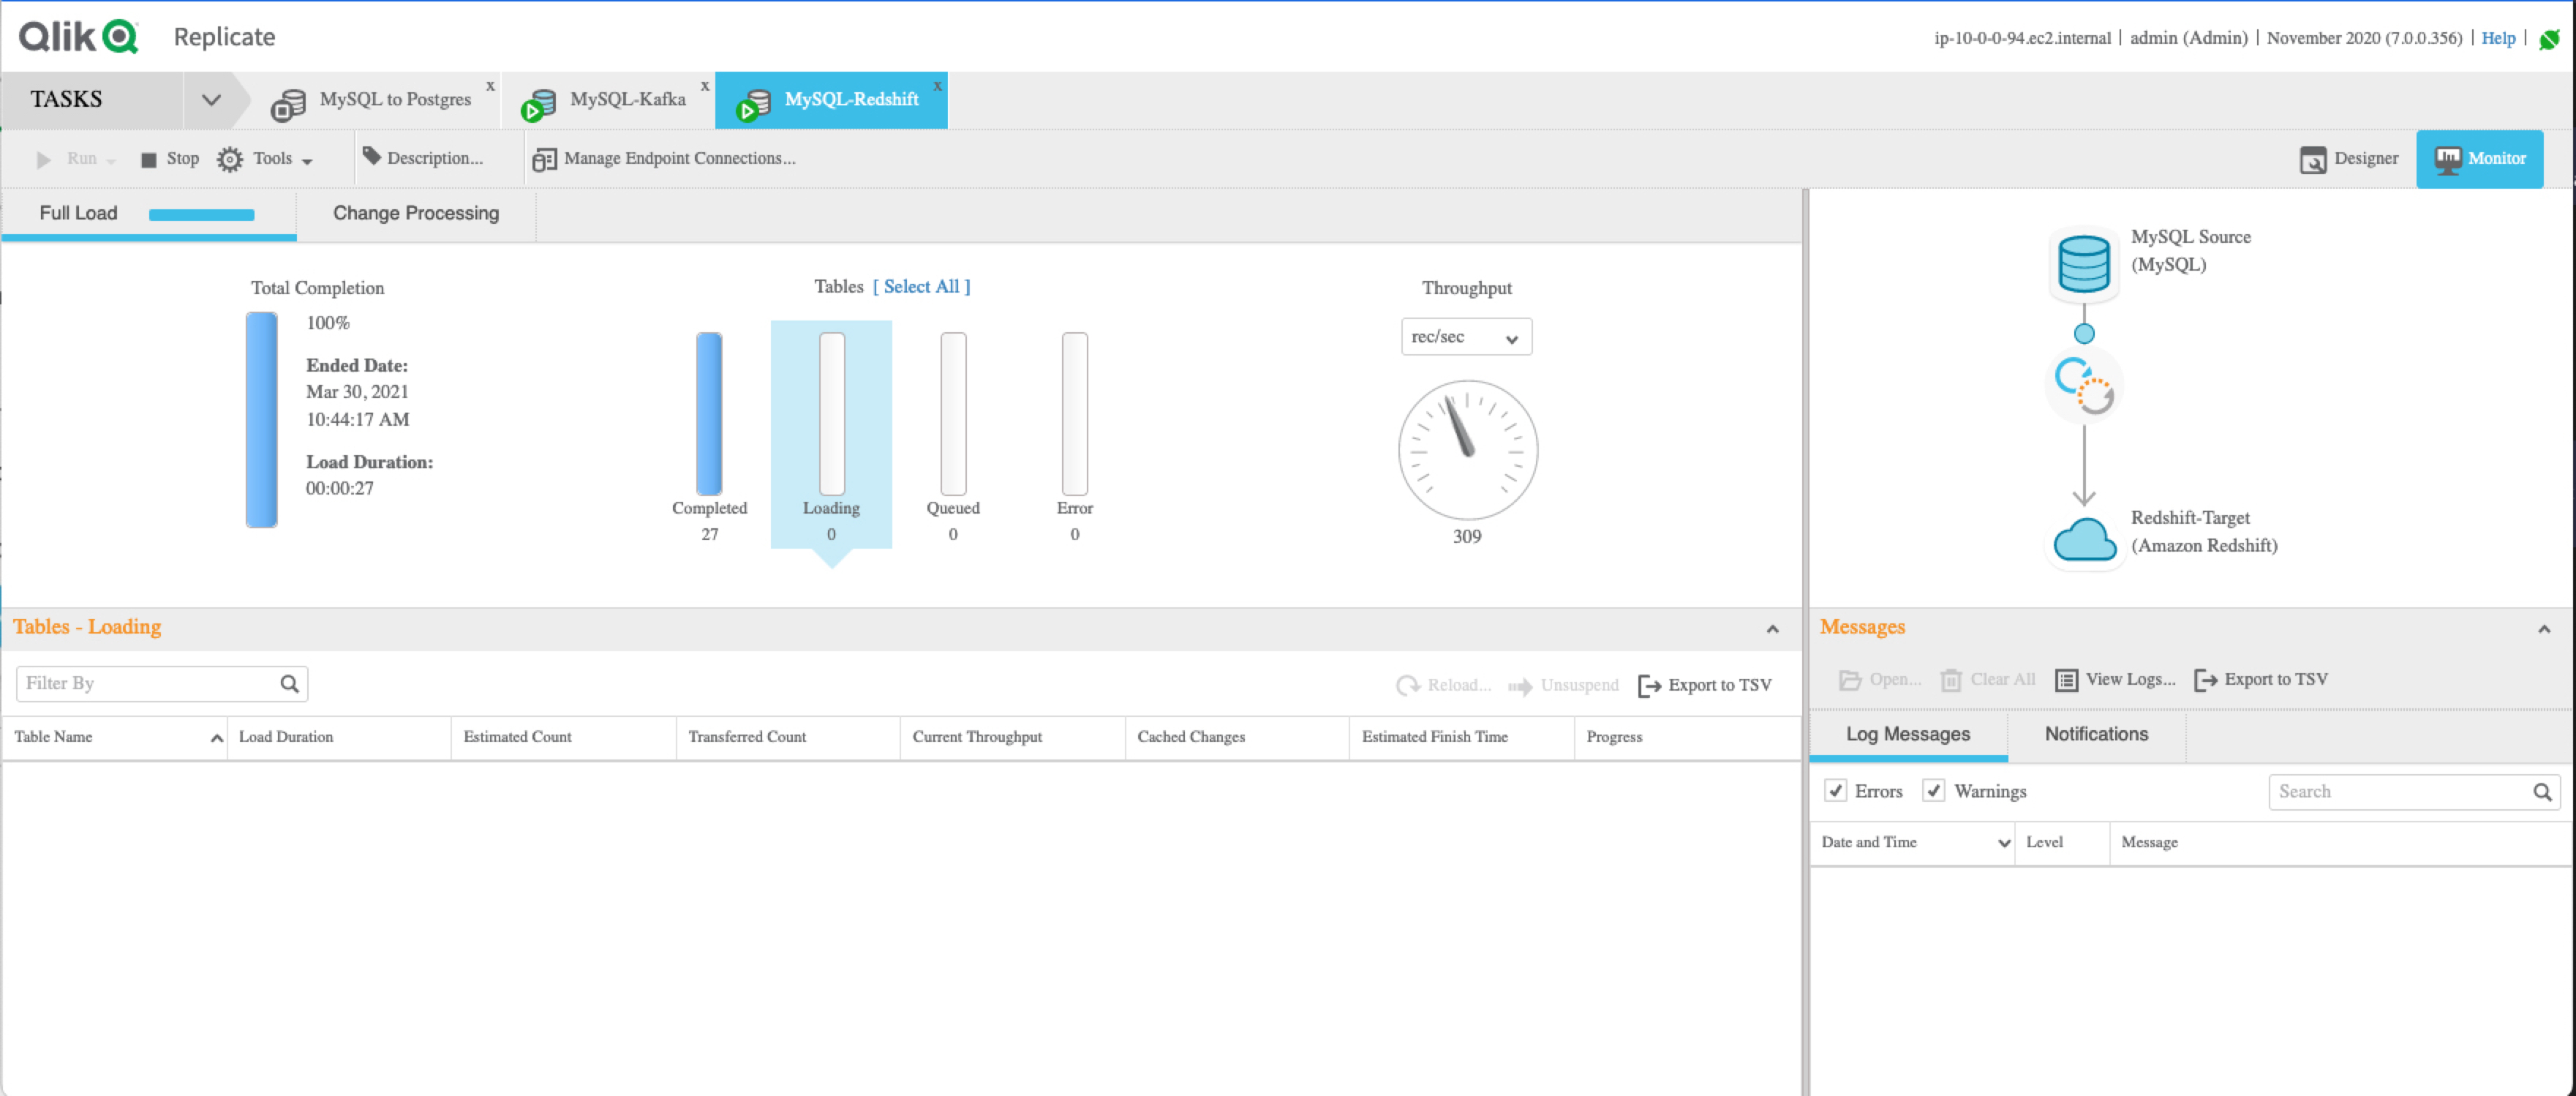 Qlik Replicate
ip-10-0-0-94.ec2.internal | admin (Admin) | November 2020 (7.0.0.356) | Help |
TASKS MySQL to Postgres x MySQL-Kafka x MySQL-Redshift x
Run Stop Tools Description... Manage Endpoint Connections... Designer Monitor
Full Load Change Processing
Total Completion
100%
Ended Date:
Mar 30, 2021
10:44:17 AM
Load Duration:
00:00:27
Tables [ Select All ]
Completed Loading Queued Error
27 0 0 0
Throughput
rec/sec
309
MySQL Source
(MySQL)
Redshift-Target
(Amazon Redshift)
Tables - Loading
Filter By Reload... Unsuspend Export to TSV
Table Name Load Duration Estimated Count Transferred Count Current Throughput Cached Changes Estimated Finish Time Progress
Messages
Open... Clear All View Logs... Export to TSV
Log Messages Notifications
Errors Warnings Search
Date and Time Level Message